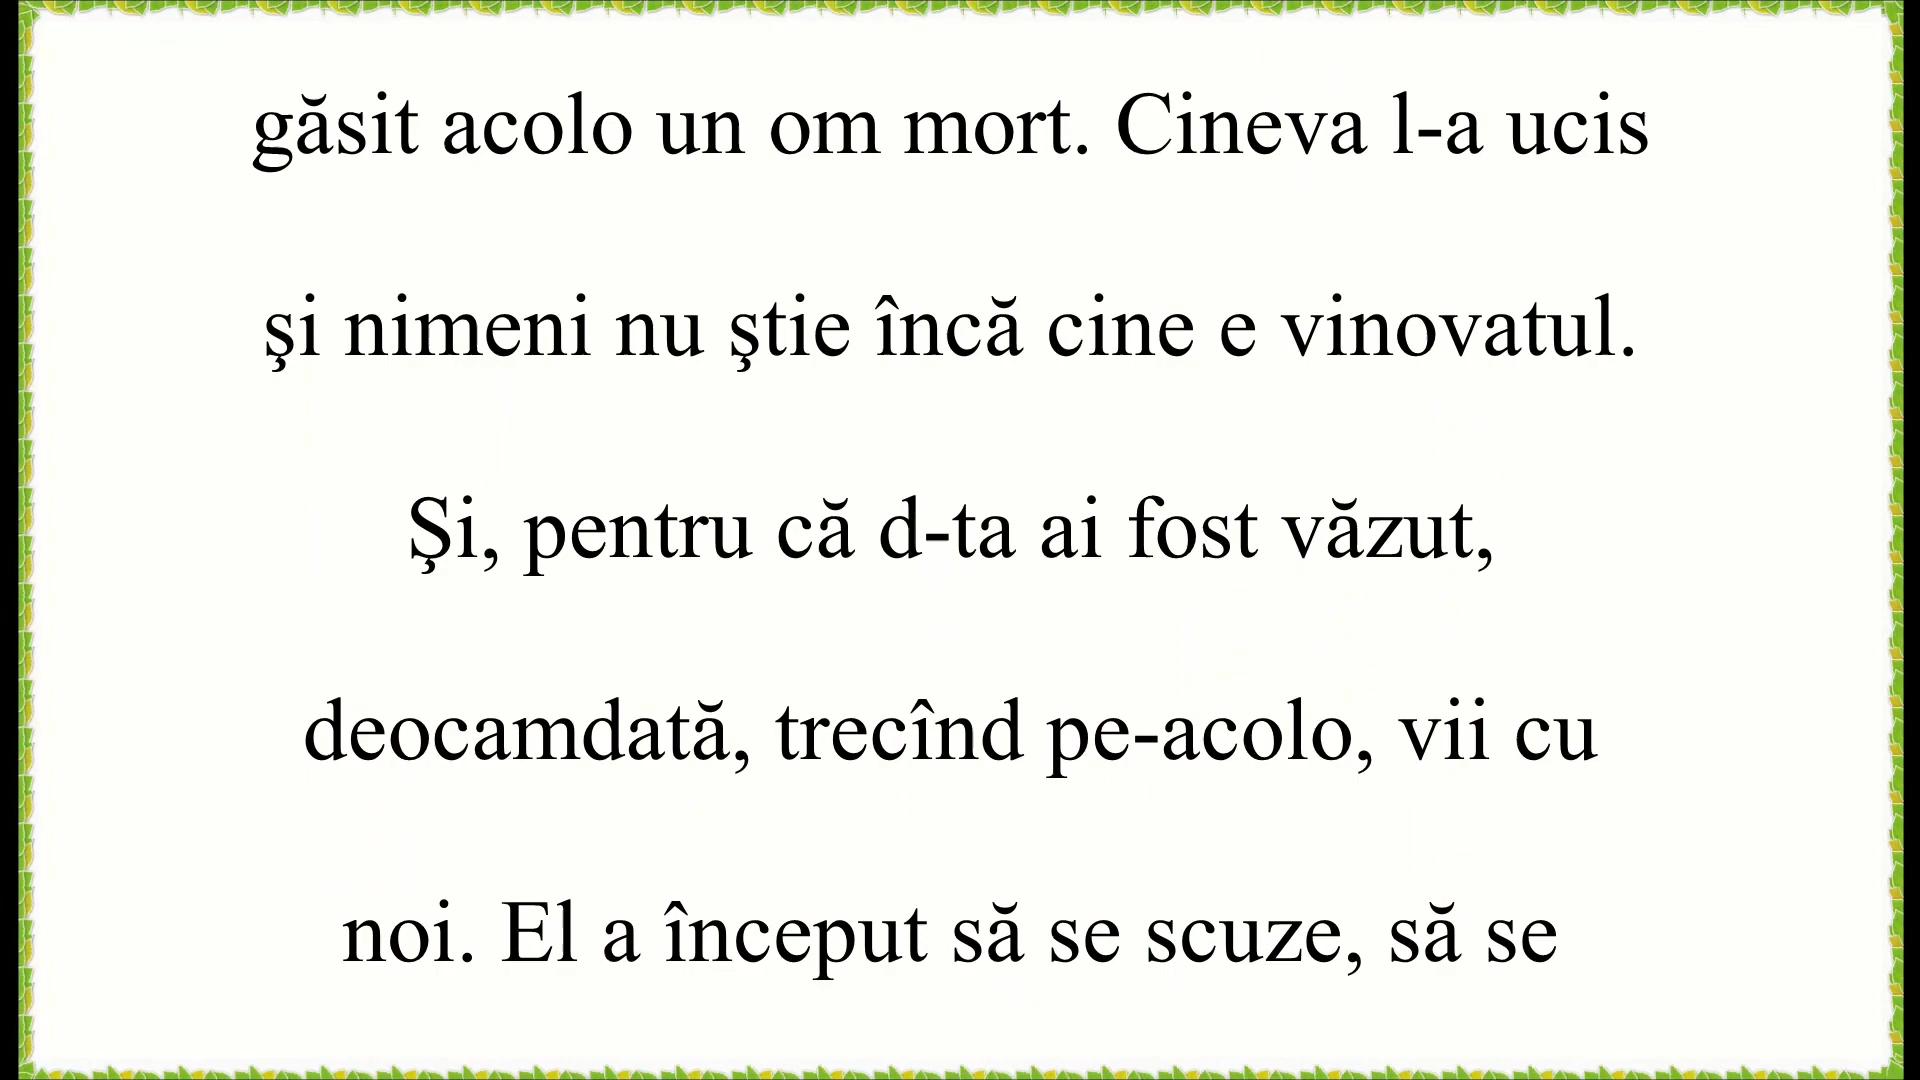 găsit acolo un om mort. Cineva l-a ucis
şi nimeni nu ştie încă cine e vinovatul.
Şi, pentru că d-ta ai fost văzut,
deocamdată, trecînd pe-acolo, vii cu
noi. El a început să se scuze, să se